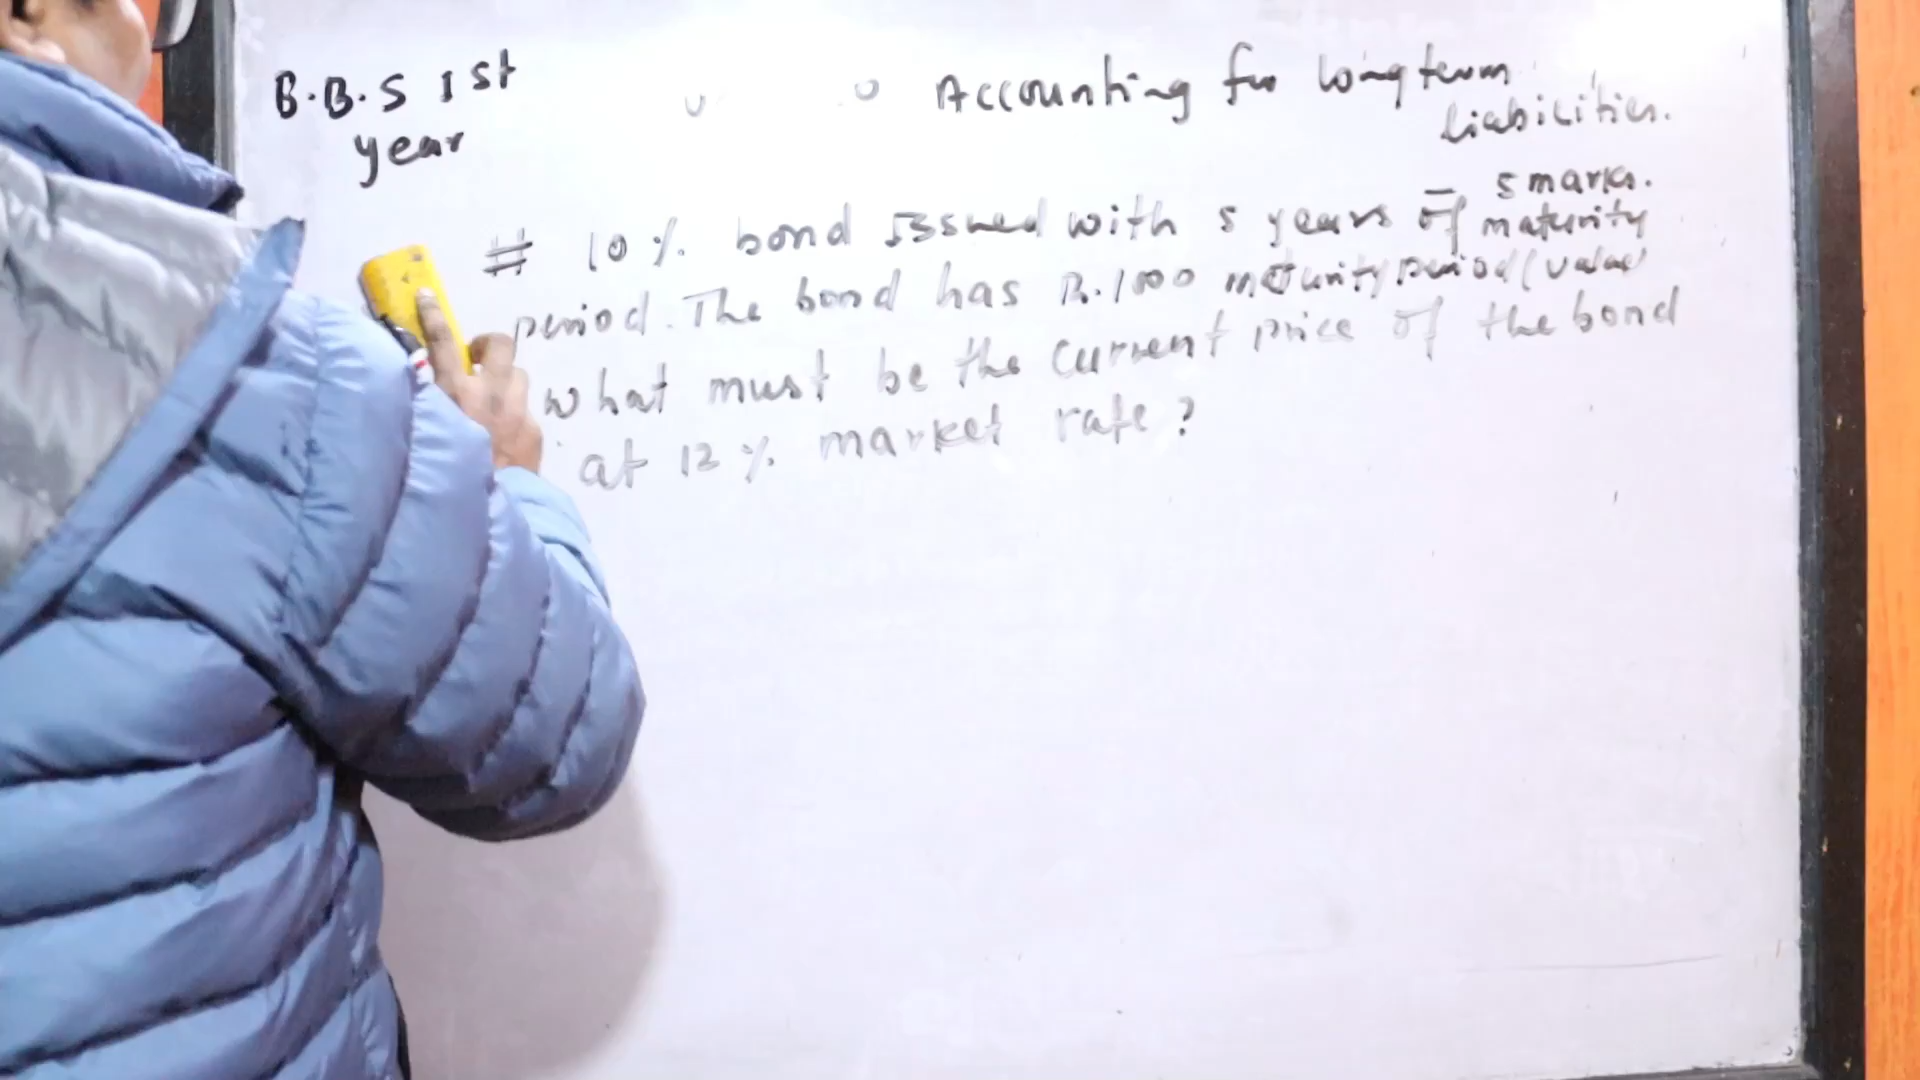 B.B.S 1st
year
Accounting for long term
liabilities.
5 marks.
# 10% bond issued with 5 years of maturity
period. The bond has Rs. 1000 maturity period (value)
what must be the current price of the bond
at 12% market rate?